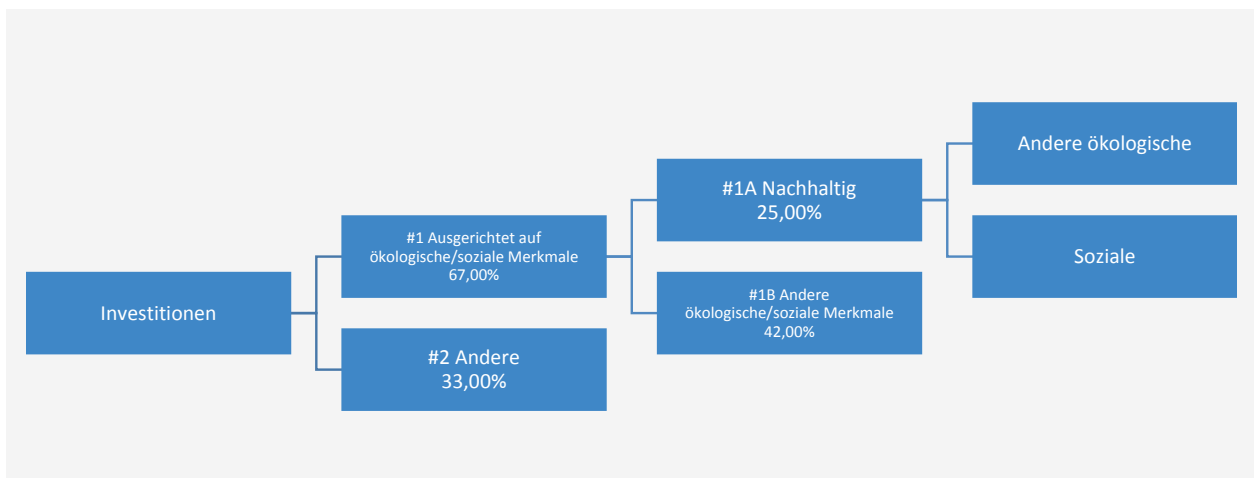 Investitionen
#1 Ausgerichtet auf
ökologische/soziale Merkmale
67,00%
#2 Andere
33,00%
#1A Nachhaltig
25,00%
#1B Andere
ökologische/soziale Merkmale
42,00%
Andere ökologische
Soziale